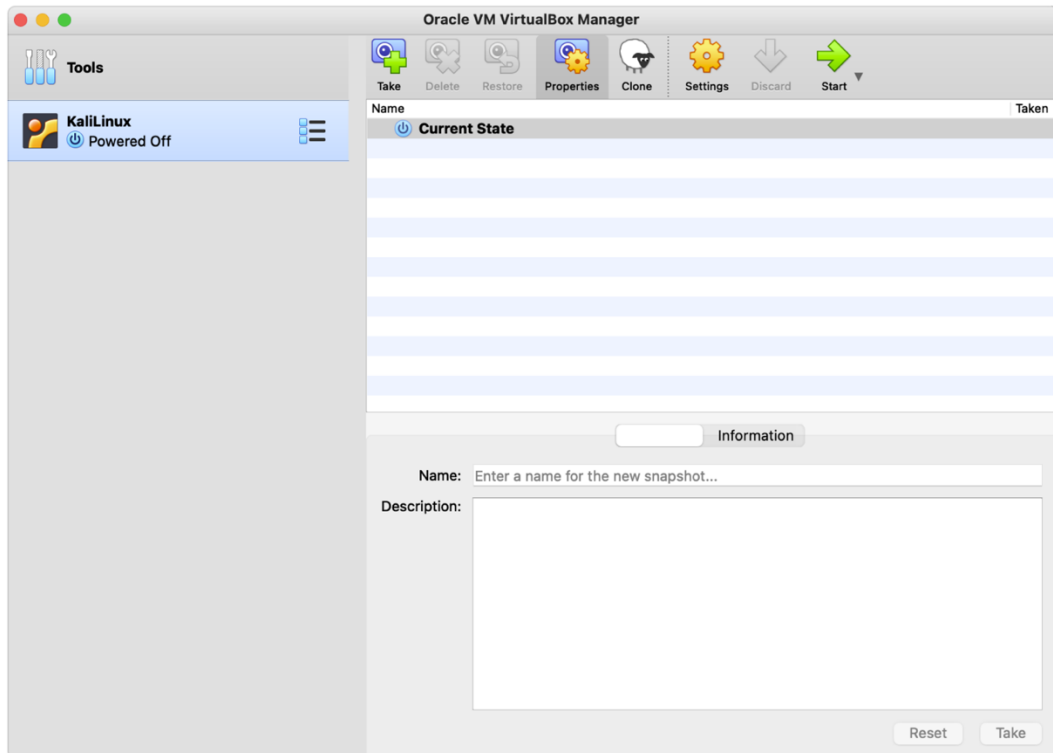 Oracle VM VirtualBox Manager
Tools
KaliLinux
Powered Off
Take Delete Restore Properties Clone Settings Discard Start
Name Taken
Current State
Information
Name: Enter a name for the new snapshot...
Description:
Reset Take